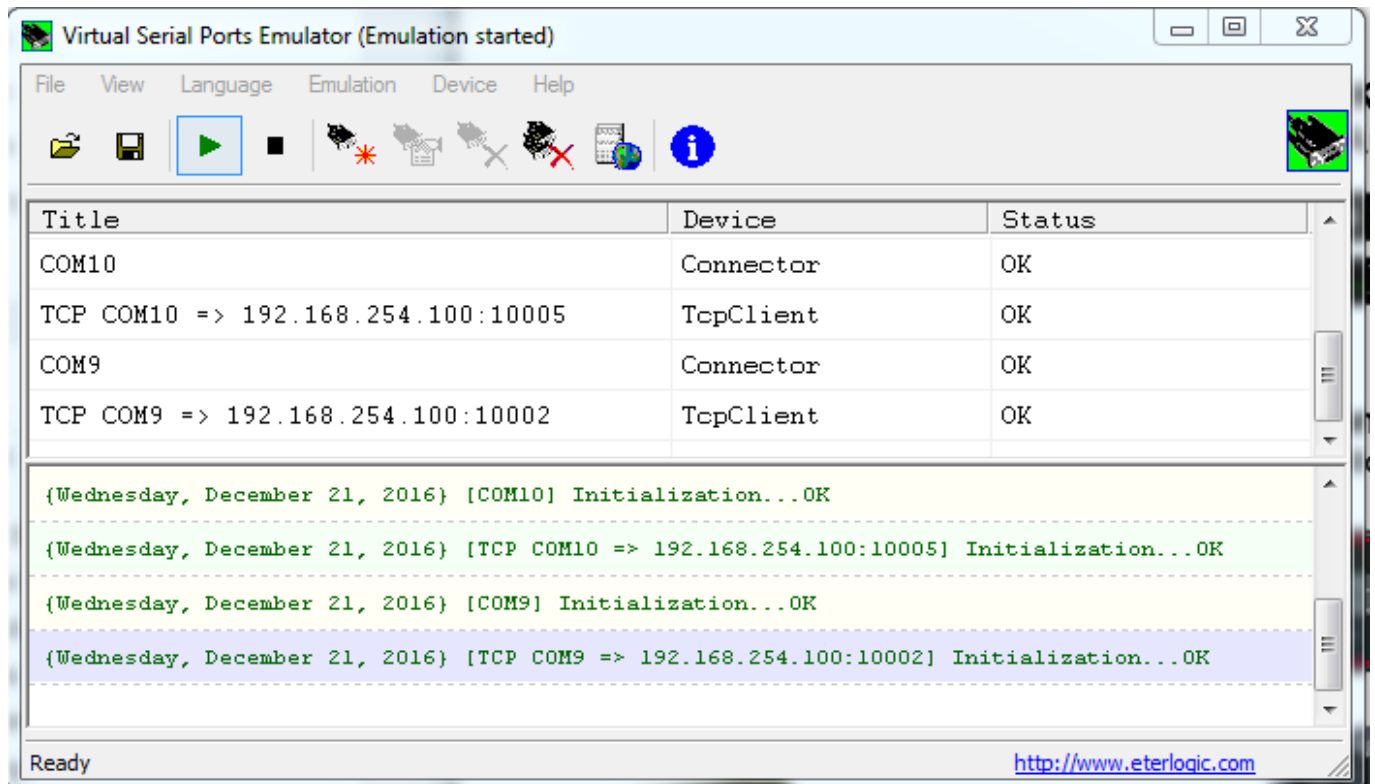 Virtual Serial Ports Emulator (Emulation started)
File View Language Emulation Device Help
Title Device Status
COM10 Connector OK
TCP COM10 => 192.168.254.100:10005 TcpClient OK
COM9 Connector OK
TCP COM9 => 192.168.254.100:10002 TcpClient OK
{Wednesday, December 21, 2016} [COM10] Initialization...OK
{Wednesday, December 21, 2016} [TCP COM10 => 192.168.254.100:10005] Initialization...OK
{Wednesday, December 21, 2016} [COM9] Initialization...OK
{Wednesday, December 21, 2016} [TCP COM9 => 192.168.254.100:10002] Initialization...OK
Ready http://www.eterlogic.com